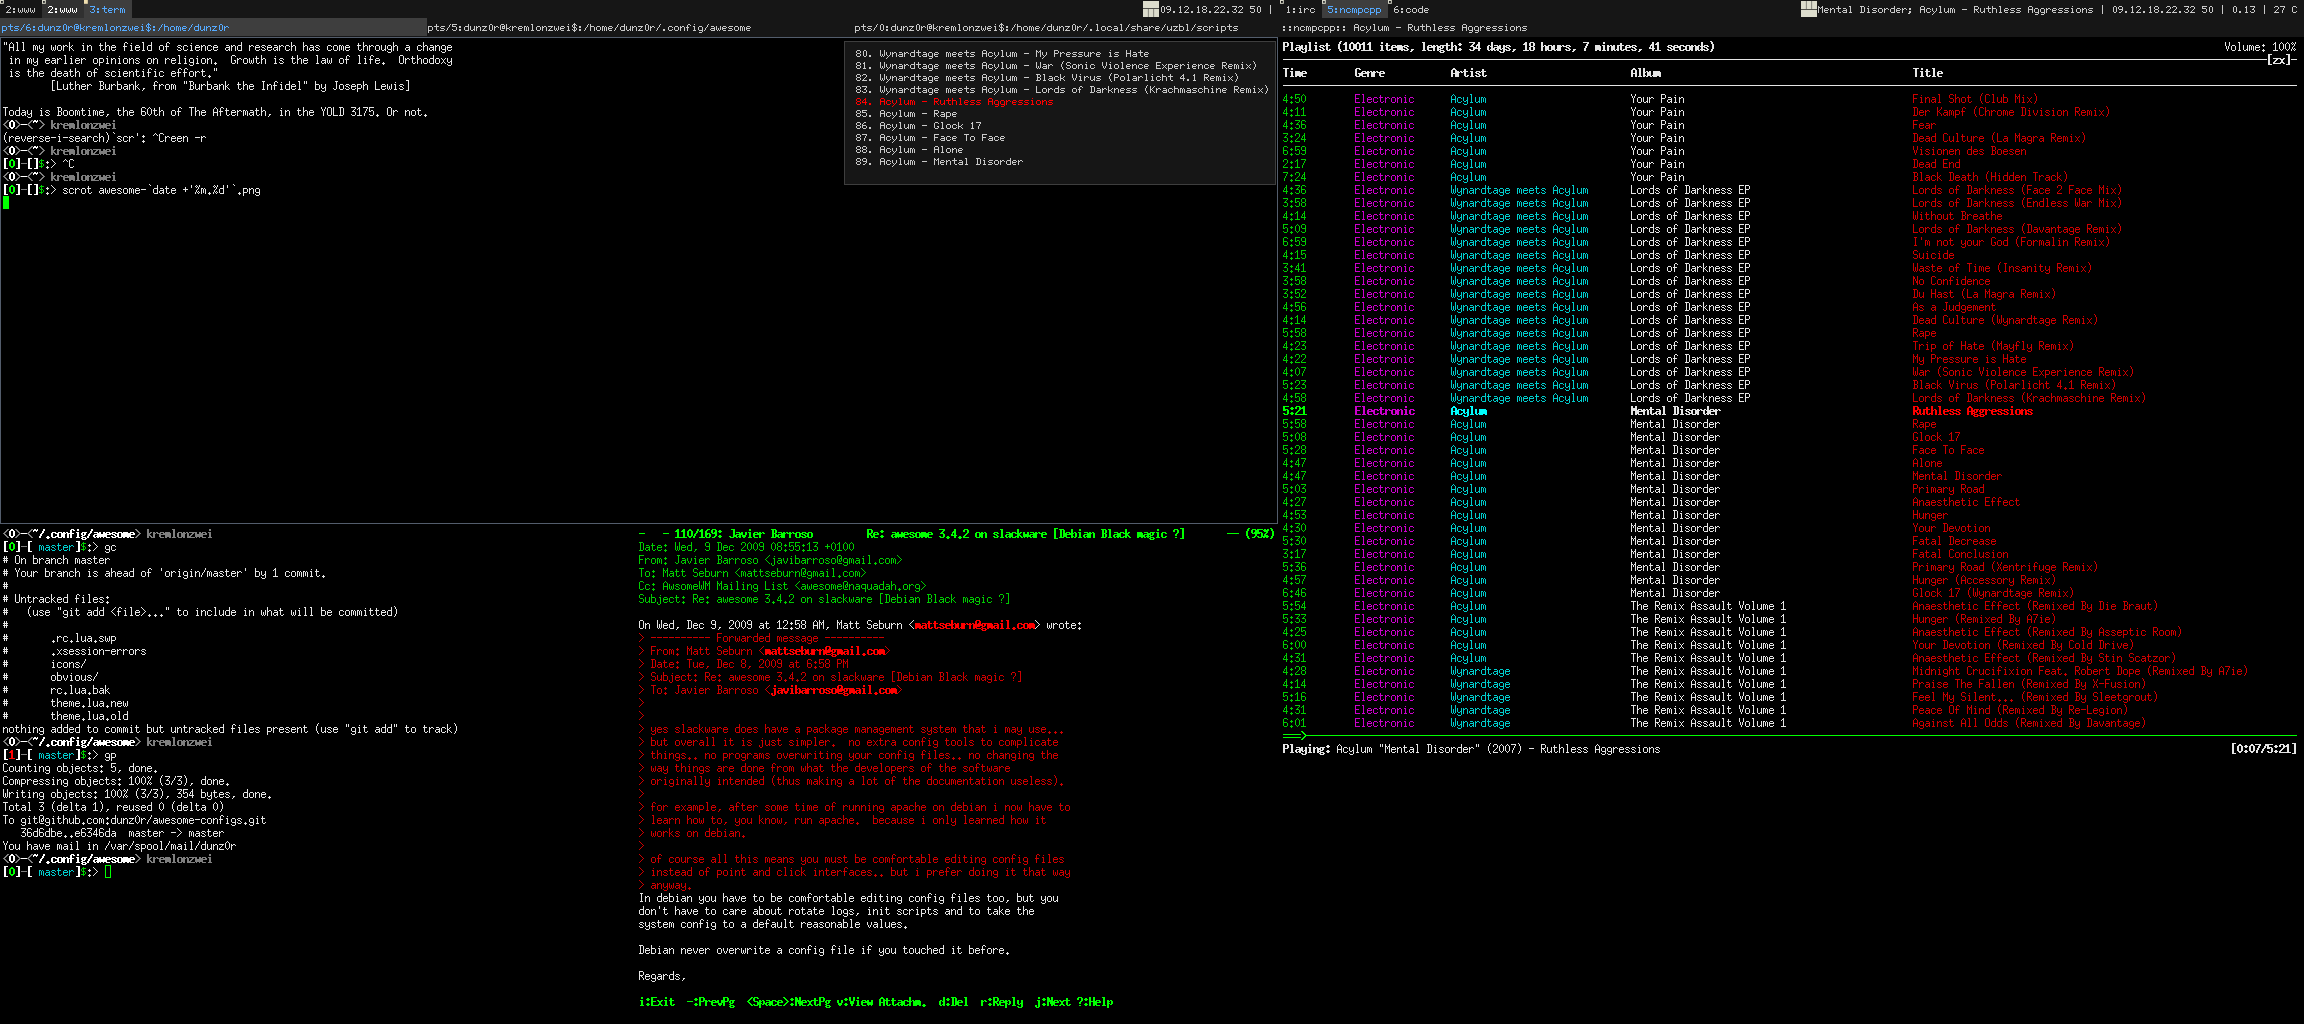 2:www 2:www 3:term
09.12.18.22.32 50 |
1:irc 5:ncmpcpp 6:code
Mental Disorder; Acylum - Ruthless Aggressions | 09.12.18.22.32 50 | 0.13 | 27 C
pts/6:dunz0r@kremlonzwei$:/home/dunz0r
pts/5:dunz0r@kremlonzwei$:/home/dunz0r/.config/awesome
pts/0:dunz0r@kremlonzwei$:/home/dunz0r/.local/share/uzbl/scripts
::ncmpcpp:: Acylum - Ruthless Aggressions
"All my work in the field of science and research has come through a change
in my earlier opinions on religion.  Growth is the law of life.  Orthodoxy
is the death of scientific effort."
[Luther Burbank, from "Burbank the Infidel" by Joseph Lewis]
Today is Boomtime, the 60th of The Aftermath, in the YOLD 3175. Or not.
<0>-<~> kremlonzwei
(reverse-i-search)`scr': ^Creen -r
<0>-<~> kremlonzwei
[0]-[]$:> ^C
<0>-<~> kremlonzwei
[0]-[]$:> scrot awesome-`date +'%m.%d'`.png
80. Wynardtage meets Acylum - My Pressure is Hate
81. Wynardtage meets Acylum - War (Sonic Violence Experience Remix)
82. Wynardtage meets Acylum - Black Virus (Polarlicht 4.1 Remix)
83. Wynardtage meets Acylum - Lords of Darkness (Krachmaschine Remix)
84. Acylum - Ruthless Aggressions
85. Acylum - Rape
86. Acylum - Glock 17
87. Acylum - Face To Face
88. Acylum - Alone
89. Acylum - Mental Disorder
<0>-<~/.config/awesome> kremlonzwei
[0]-[ master]$:> gc
# On branch master
# Your branch is ahead of 'origin/master' by 1 commit.
#
# Untracked files:
#   (use "git add <file>..." to include in what will be committed)
#
#       .rc.lua.swp
#       .xsession-errors
#       icons/
#       obvious/
#       rc.lua.bak
#       theme.lua.new
#       theme.lua.old
nothing added to commit but untracked files present (use "git add" to track)
<0>-<~/.config/awesome> kremlonzwei
[1]-[ master]$:> gp
Counting objects: 5, done.
Compressing objects: 100% (3/3), done.
Writing objects: 100% (3/3), 354 bytes, done.
Total 3 (delta 1), reused 0 (delta 0)
To git@github.com:dunz0r/awesome-configs.git
36d6dbe..e6346da  master -> master
You have mail in /var/spool/mail/dunz0r
<0>-<~/.config/awesome> kremlonzwei
[0]-[ master]$:>
-   - 110/169: Javier Barroso         Re: awesome 3.4.2 on slackware [Debian Black magic ?]       -- (95%)
Date: Wed, 9 Dec 2009 08:55:13 +0100
From: Javier Barroso <javibarroso@gmail.com>
To: Matt Seburn <mattseburn@gmail.com>
Cc: AwsomeWM Mailing List <awesome@naquadah.org>
Subject: Re: awesome 3.4.2 on slackware [Debian Black magic ?]
On Wed, Dec 9, 2009 at 12:58 AM, Matt Seburn <mattseburn@gmail.com> wrote:
> ---------- Forwarded message ----------
> From: Matt Seburn <mattseburn@gmail.com>
> Date: Tue, Dec 8, 2009 at 6:58 PM
> Subject: Re: awesome 3.4.2 on slackware [Debian Black magic ?]
> To: Javier Barroso <javibarroso@gmail.com>
>
>
> yes slackware does have a package management system that i may use...
> but overall it is just simpler.  no extra config tools to complicate
> things.. no programs overwriting your config files.. no changing the
> way things are done from what the developers of the software
> originally intended (thus making a lot of the documentation useless).
>
> for example, after some time of running apache on debian i now have to
> learn how to, you know, run apache.  because i only learned how it
> works on debian.
>
> of course all this means you must be comfortable editing config files
> instead of point and click interfaces.. but i prefer doing it that way
> anyway.
In debian you have to be comfortable editing config files too, but you
don't have to care about rotate logs, init scripts and to take the
system config to a default reasonable values.
Debian never overwrite a config file if you touched it before.
Regards,
i:Exit  -:PrevPg  <Space>:NextPg v:View Attachm.  d:Del  r:Reply  j:Next ?:Help
Playlist (10011 items, length: 34 days, 18 hours, 7 minutes, 41 seconds) Volume: 100%
[zx]
Time Genre Artist Album Title
4:50 Electronic Acylum Your Pain Final Shot (Club Mix)
4:11 Electronic Acylum Your Pain Der Kampf (Chrome Division Remix)
4:36 Electronic Acylum Your Pain Fear
3:24 Electronic Acylum Your Pain Dead Culture (La Magra Remix)
6:59 Electronic Acylum Your Pain Visionen des Boesen
2:17 Electronic Acylum Your Pain Dead End
7:24 Electronic Acylum Your Pain Black Death (Hidden Track)
4:36 Electronic Wynardtage meets Acylum Lords of Darkness EP Lords of Darkness (Face 2 Face Mix)
3:58 Electronic Wynardtage meets Acylum Lords of Darkness EP Lords of Darkness (Endless War Mix)
4:14 Electronic Wynardtage meets Acylum Lords of Darkness EP Without Breathe
5:09 Electronic Wynardtage meets Acylum Lords of Darkness EP Lords of Darkness (Davantage Remix)
6:59 Electronic Wynardtage meets Acylum Lords of Darkness EP I'm not your God (Formalin Remix)
4:15 Electronic Wynardtage meets Acylum Lords of Darkness EP Suicide
3:41 Electronic Wynardtage meets Acylum Lords of Darkness EP Waste of Time (Insanity Remix)
3:58 Electronic Wynardtage meets Acylum Lords of Darkness EP No Confidence
3:52 Electronic Wynardtage meets Acylum Lords of Darkness EP Du Hast (La Magra Remix)
4:56 Electronic Wynardtage meets Acylum Lords of Darkness EP As a Judgement
4:14 Electronic Wynardtage meets Acylum Lords of Darkness EP Dead Culture (Wynardtage Remix)
5:58 Electronic Wynardtage meets Acylum Lords of Darkness EP Rape
4:23 Electronic Wynardtage meets Acylum Lords of Darkness EP Trip of Hate (Mayfly Remix)
4:22 Electronic Wynardtage meets Acylum Lords of Darkness EP My Pressure is Hate
4:07 Electronic Wynardtage meets Acylum Lords of Darkness EP War (Sonic Violence Experience Remix)
5:23 Electronic Wynardtage meets Acylum Lords of Darkness EP Black Virus (Polarlicht 4.1 Remix)
4:58 Electronic Wynardtage meets Acylum Lords of Darkness EP Lords of Darkness (Krachmaschine Remix)
5:21 Electronic Acylum Mental Disorder Ruthless Aggressions
5:58 Electronic Acylum Mental Disorder Rape
5:08 Electronic Acylum Mental Disorder Glock 17
5:28 Electronic Acylum Mental Disorder Face To Face
4:47 Electronic Acylum Mental Disorder Alone
4:47 Electronic Acylum Mental Disorder Mental Disorder
5:03 Electronic Acylum Mental Disorder Primary Road
4:27 Electronic Acylum Mental Disorder Anaesthetic Effect
4:53 Electronic Acylum Mental Disorder Hunger
4:30 Electronic Acylum Mental Disorder Your Devotion
5:30 Electronic Acylum Mental Disorder Fatal Decrease
3:17 Electronic Acylum Mental Disorder Fatal Conclusion
5:36 Electronic Acylum Mental Disorder Primary Road (Xentrifuge Remix)
4:57 Electronic Acylum Mental Disorder Hunger (Accessory Remix)
6:46 Electronic Acylum Mental Disorder Glock 17 (Wynardtage Remix)
5:54 Electronic Acylum The Remix Assault Volume 1 Anaesthetic Effect (Remixed By Die Braut)
5:33 Electronic Acylum The Remix Assault Volume 1 Hunger (Remixed By A7ie)
4:25 Electronic Acylum The Remix Assault Volume 1 Anaesthetic Effect (Remixed By Asseptic Room)
6:00 Electronic Acylum The Remix Assault Volume 1 Your Devotion (Remixed By Cold Drive)
4:31 Electronic Acylum The Remix Assault Volume 1 Anaesthetic Effect (Remixed By Stin Scatzor)
4:28 Electronic Wynardtage The Remix Assault Volume 1 Midnight Crucifixion Feat. Robert Dope (Remixed By A7ie)
4:14 Electronic Wynardtage The Remix Assault Volume 1 Praise The Fallen (Remixed By X-Fusion)
5:16 Electronic Wynardtage The Remix Assault Volume 1 Feel My Silent... (Remixed By Sleetgrout)
4:31 Electronic Wynardtage The Remix Assault Volume 1 Peace Of Mind (Remixed By Re-Legion)
6:01 Electronic Wynardtage The Remix Assault Volume 1 Against All Odds (Remixed By Davantage)
Playing: Acylum "Mental Disorder" (2007) - Ruthless Aggressions [0:07/5:21]